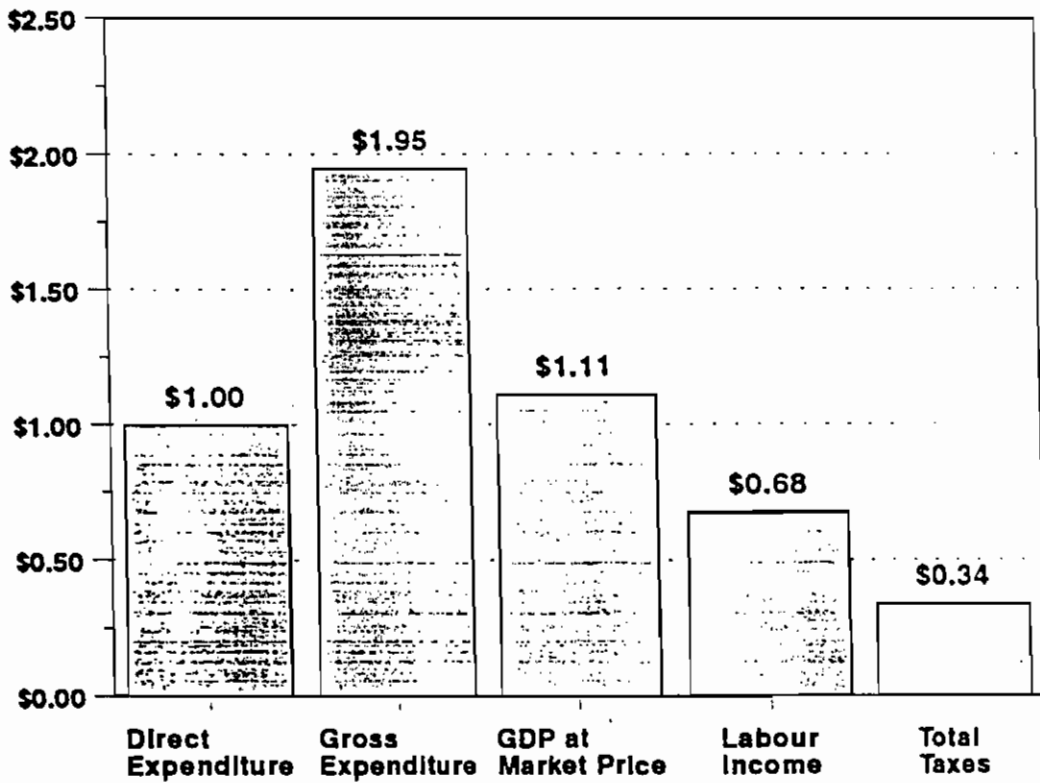 $2.50
$2.00
$1.50
$1.00
$0.50
$0.00
$1.00
$1.95
$1.11
$0.68
$0.34
Direct
Expenditure
Gross
Expenditure
GDP at
Market Price
Labour
Income
Total
Taxes